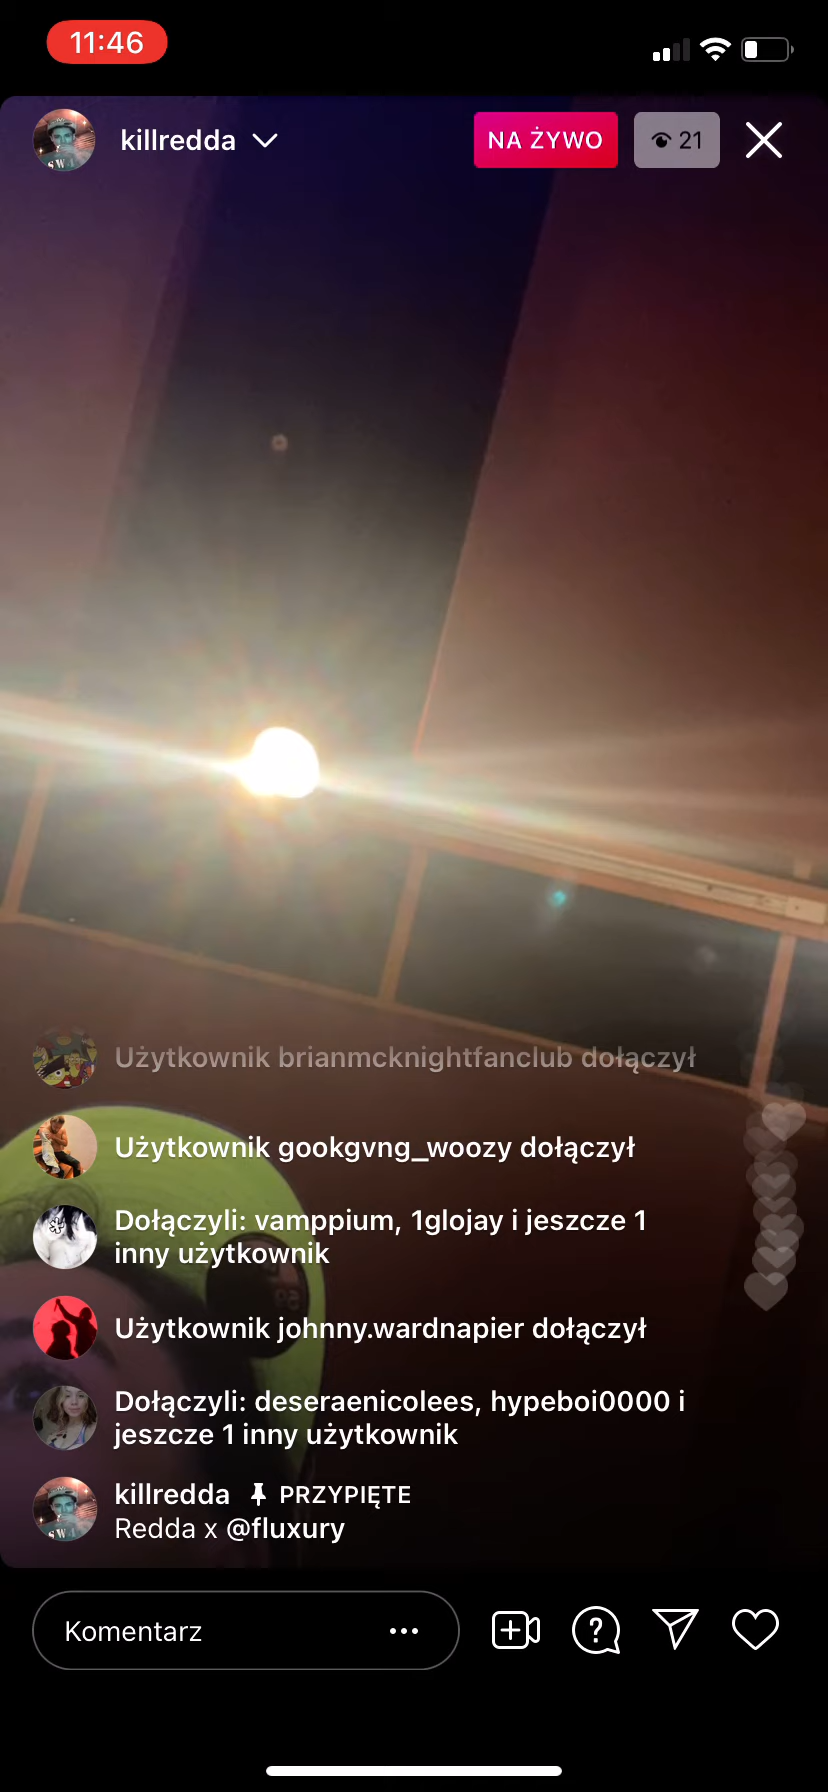 11:46
killredda
NA ŻYWO
21
Użytkownik brianmcknightfanclub dołączył
Użytkownik gookgvng_woozy dołączył
Dołączyli: vamppium, 1glojay i jeszcze 1
inny użytkownik
Użytkownik johnny.wardnapier dołączył
Dołączyli: deseraenicolees, hypeboi0000 i
jeszcze 1 inny użytkownik
killredda PRZYPIĘTE
Redda x @fluxury
Komentarz